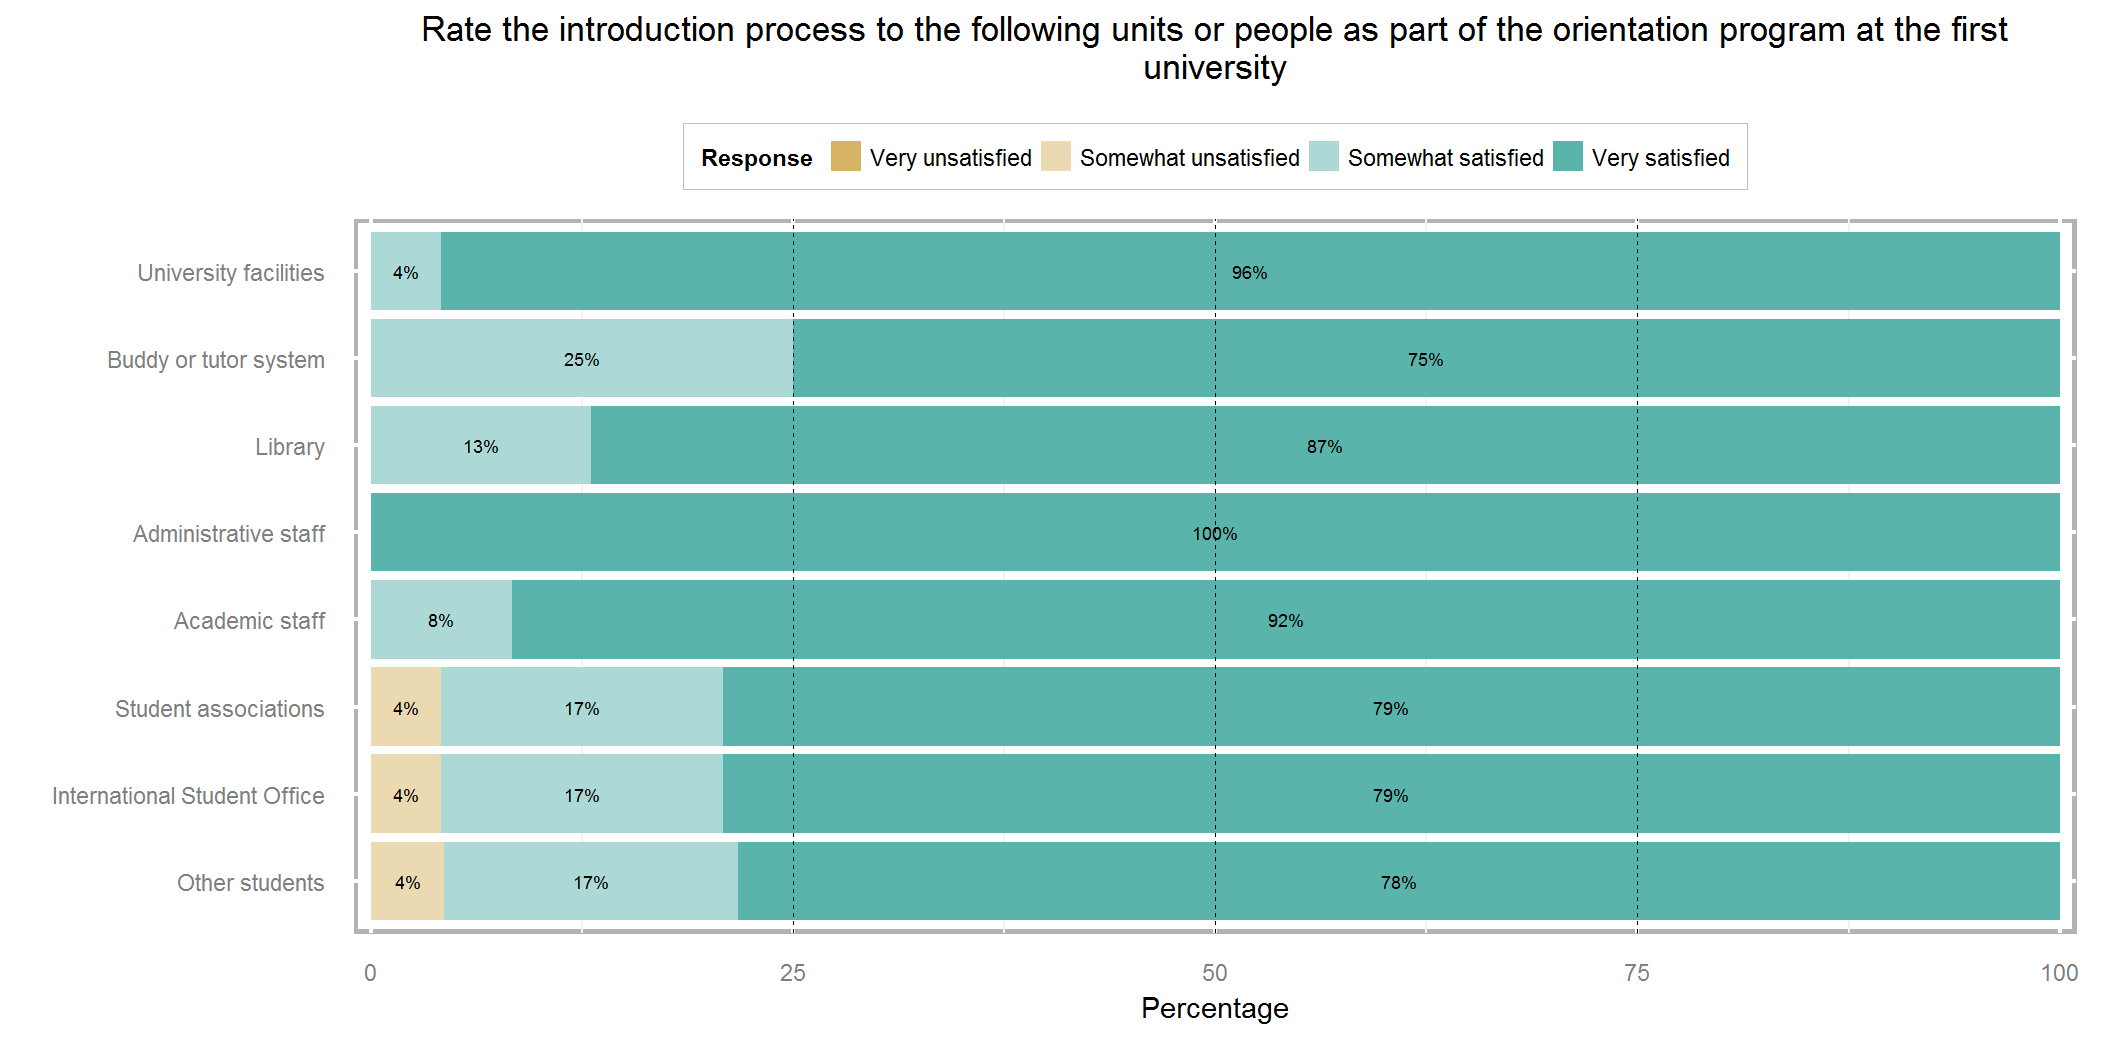 Rate the introduction process to the following units or people as part of the orientation program at the first
university
Response Very unsatisfied Somewhat unsatisfied Somewhat satisfied Very satisfied
University facilities 4% 96%
Buddy or tutor system 25% 75%
Library 13% 87%
Administrative staff 100%
Academic staff 8% 92%
Student associations 4% 17% 79%
International Student Office 4% 17% 79%
Other students 4% 17% 78%
0 25 50 75 100
Percentage